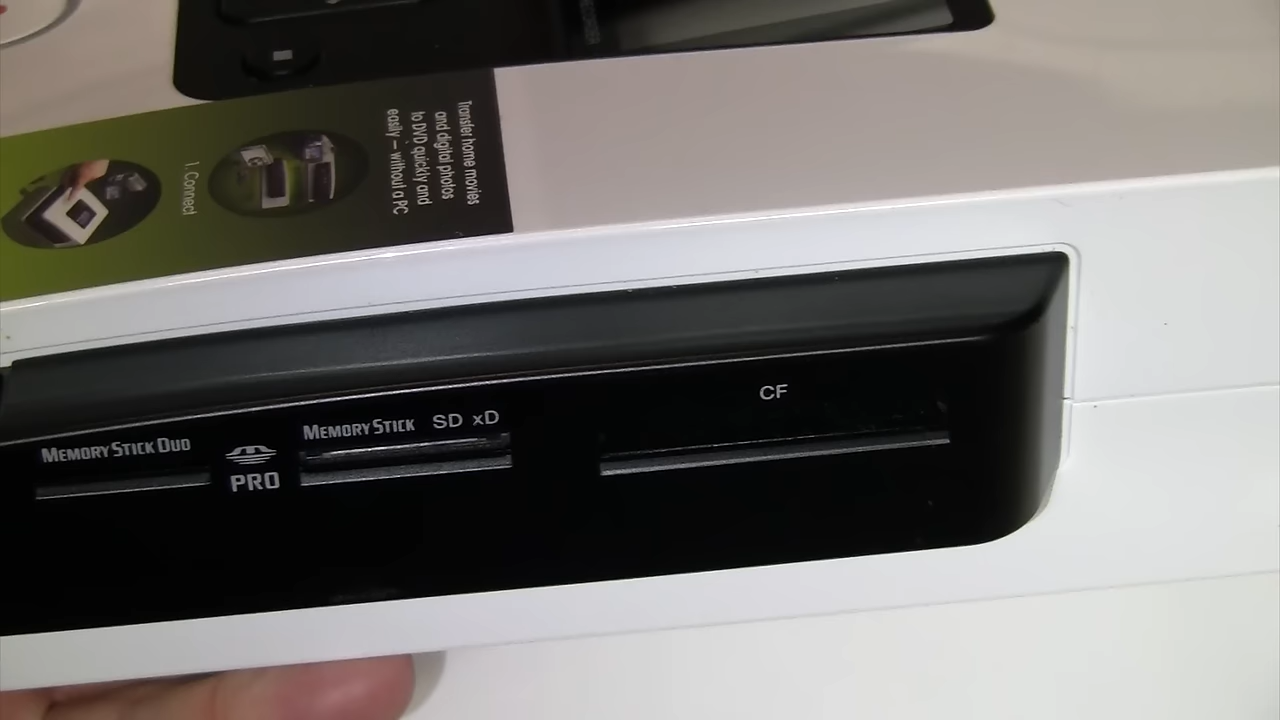 Transfer home movies
and digital photos
to DVD quickly and
easily – without a PC
1. Connect
MEMORY STICK DUO
PRO
MEMORY STICK SD xD
CF